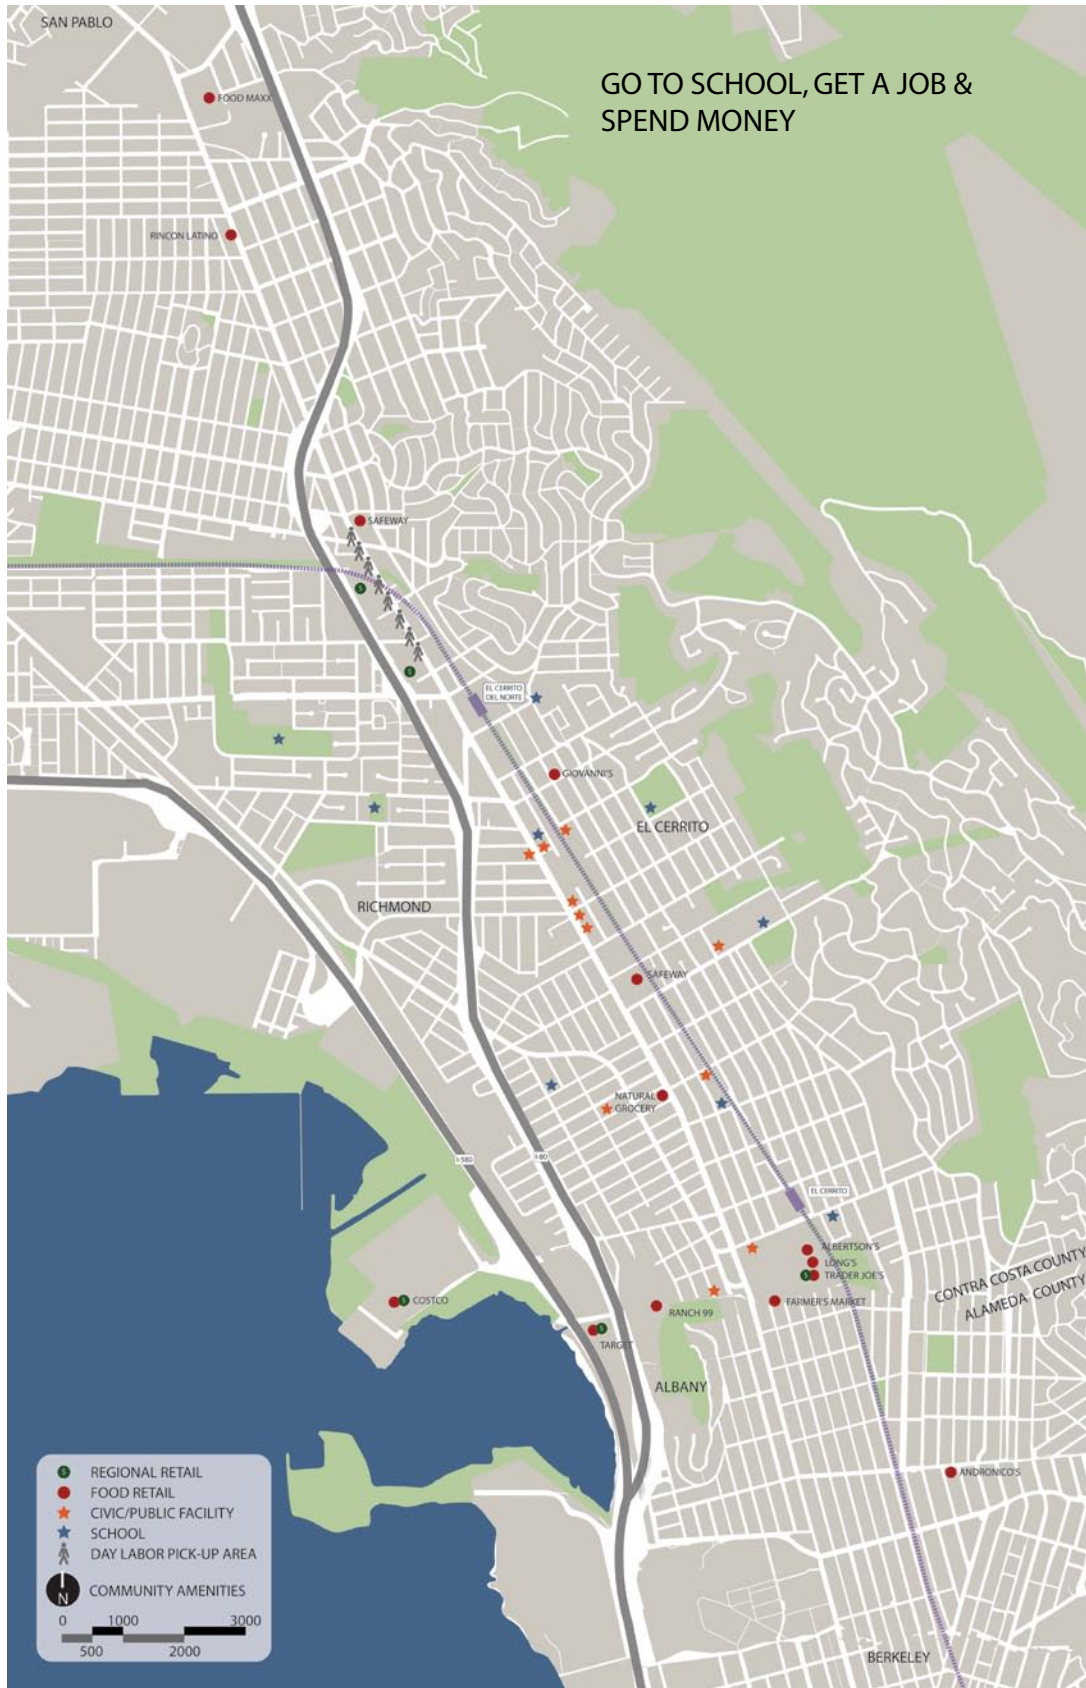 SAN PABLO
GO TO SCHOOL, GET A JOB &
SPEND MONEY
FOOD MAXX
RINCON LATINO
SAFEWAY
EL CERRITO
DEL NORTE
GIOVANNI'S
EL CERRITO
RICHMOND
SAFEWAY
NATURAL
GROCERY
I-580
I-80
EL CERRITO
ALBERTSON'S
LONG'S
TRADER JOE'S
CONTRA COSTA COUNTY
ALAMEDA COUNTY
COSTCO
FARMER'S MARKET
RANCH 99
TARGET
ALBANY
ANDRONICO'S
$ REGIONAL RETAIL
FOOD RETAIL
CIVIC/PUBLIC FACILITY
SCHOOL
DAY LABOR PICK-UP AREA
N COMMUNITY AMENITIES
0 1000 3000
500 2000
BERKELEY